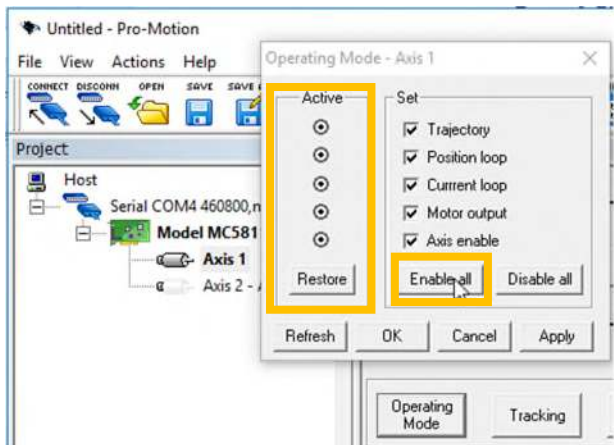 Untitled - Pro-Motion
File View Actions Help
CONNECT DISCONN OPEN SAVE SAVE
Project
Host
Serial COM4 460800,n
Model MC581
Axis 1
Axis 2 -
Operating Mode - Axis 1
Active
Restore
Set
Trajectory
Position loop
Current loop
Motor output
Axis enable
Enable all Disable all
Refresh OK Cancel Apply
Operating
Mode
Tracking